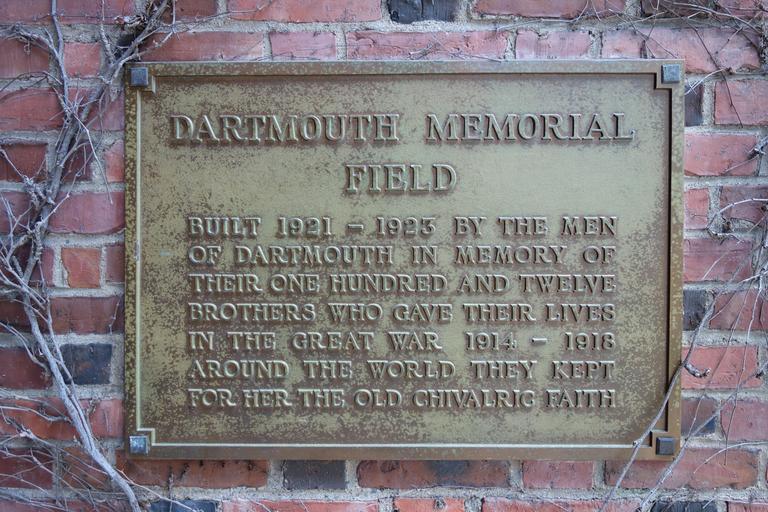 DARTMOUTH MEMORIAL
FIELD
BUILT 1921 - 1923 BY THE MEN
OF DARTMOUTH IN MEMORY OF
THEIR ONE HUNDRED AND TWELVE
BROTHERS WHO GAVE THEIR LIVES
IN THE GREAT WAR 1914 - 1918
AROUND THE WORLD THEY KEPT
FOR HER THE OLD CHIVALRIC FAITH